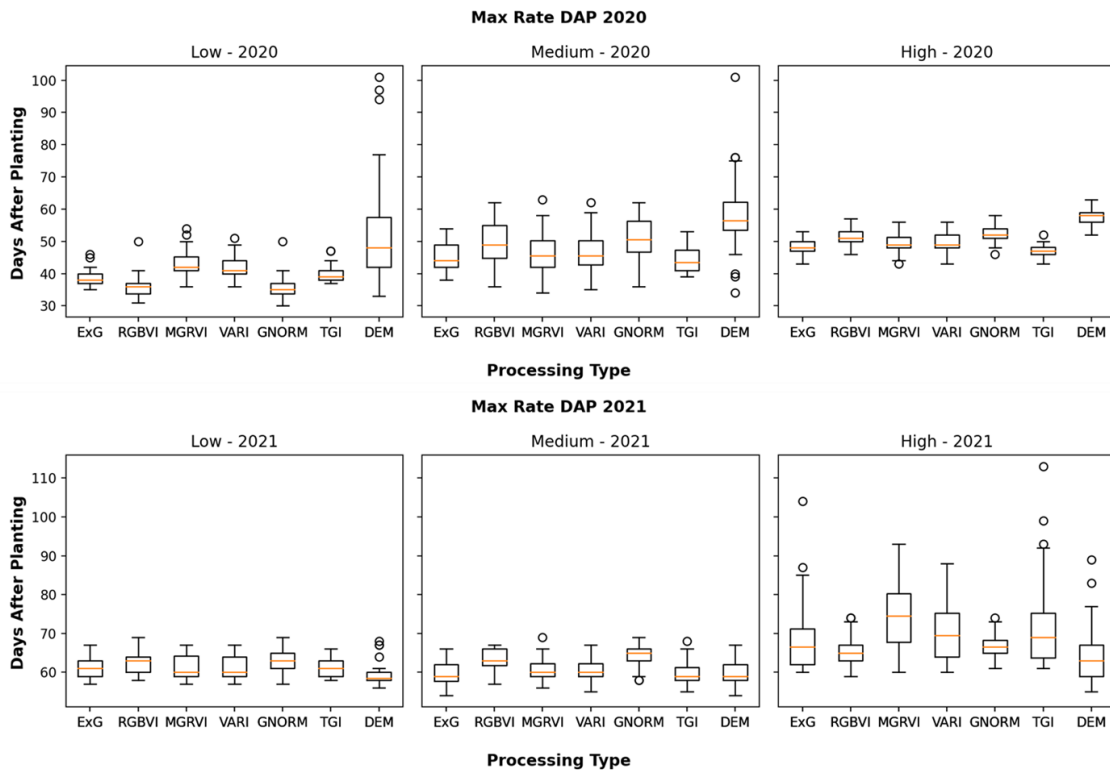 Max Rate DAP 2020
Low - 2020 Medium - 2020 High - 2020
Days After Planting
100
90
80
70
60
50
40
30
ExG RGBVI MGRVI VARI GNORM TGI DEM ExG RGBVI MGRVI VARI GNORM TGI DEM ExG RGBVI MGRVI VARI GNORM TGI DEM
Processing Type
Max Rate DAP 2021
Low - 2021 Medium - 2021 High - 2021
Days After Planting
110
100
90
80
70
60
ExG RGBVI MGRVI VARI GNORM TGI DEM ExG RGBVI MGRVI VARI GNORM TGI DEM ExG RGBVI MGRVI VARI GNORM TGI DEM
Processing Type